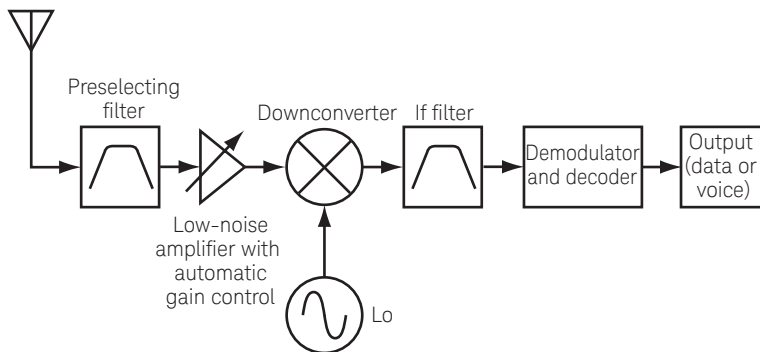 Preselecting
filter
Downconverter
If filter
Demodulator
and decoder
Output
(data or
voice)
Low-noise
amplifier with
automatic
gain control
Lo